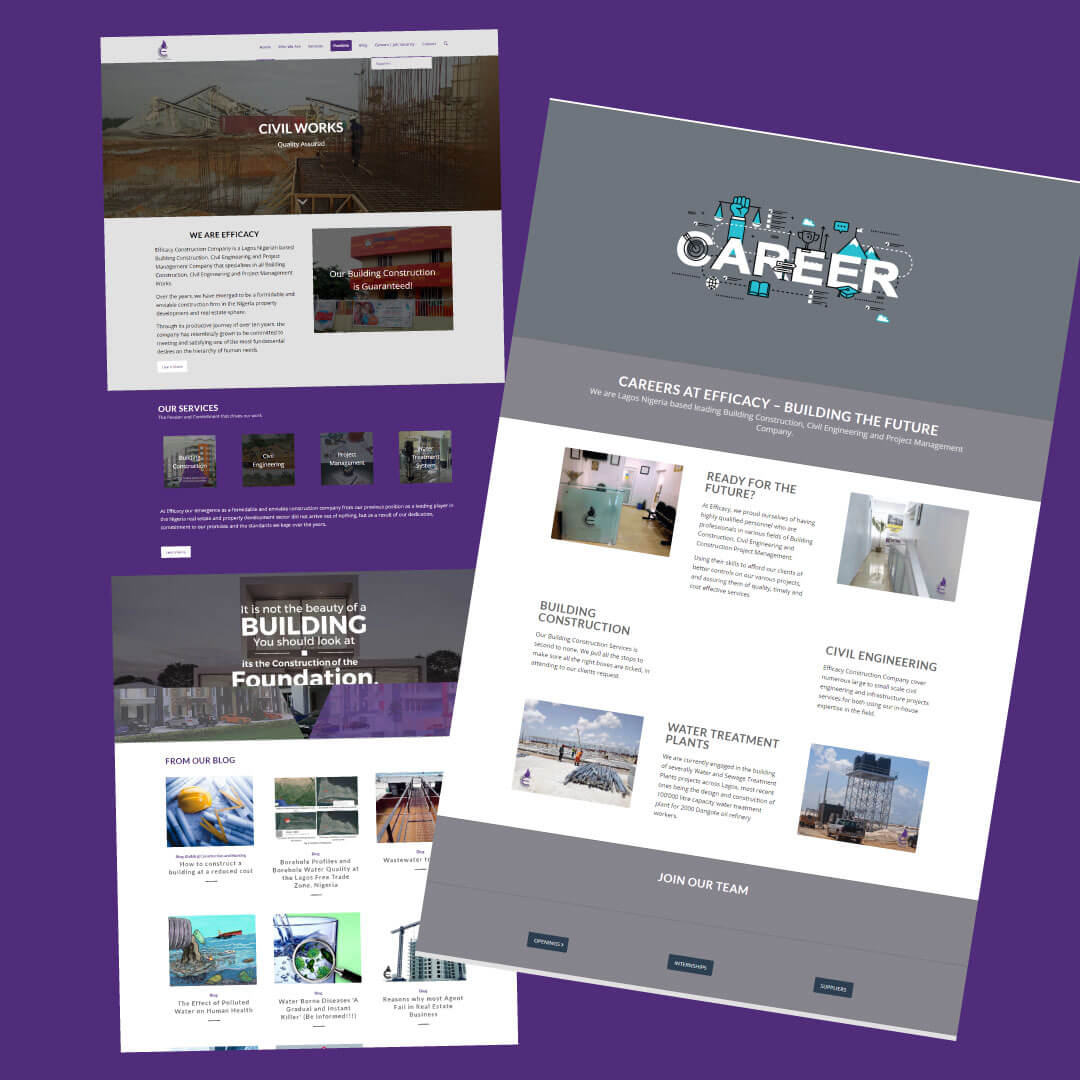 Home Who We Are Services Portfolio Blog Careers / Job Vacancy Contact
CIVIL WORKS
Quality Assured
WE ARE EFFICACY
Efficacy Construction Company is a Lagos Nigerian based
Building Construction, Civil Engineering and Project
Management Company that specialises in all Building
Construction, Civil Engineering and Project Management
Works.
Over the years, we have emerged to be a formidable and
enviable construction firm in the Nigeria property
development and real estate sphere.
Through its productive journey of over ten years, the
company has relentlessly grown to be committed to
meeting and satisfying one of the most fundamental
desires on the hierarchy of human needs.
Learn More
Our Building Construction
is Guaranteed!
OUR SERVICES
The Passion and Commitment that drives our work
Building
Construction
Civil
Engineering
Project
Management
Water
Treatment
System
At Efficacy our emergence as a formidable and enviable construction company from our previous position as a leading player in
the Nigeria real estate and property development sector did not arrive out of nothing, but as a result of our dedication,
commitment to our promises and the standards we kept over the years.
Learn More
It is not the beauty of a
BUILDING
You should look at
its the Construction of the
Foundation.
FROM OUR BLOG
Blog, Building Construction and Housing
How to construct a
building at a reduced cost
Blog
Borehole Profiles and
Borehole Water Quality at
the Lagos Free Trade
Zone, Nigeria
Blog
Wastewater
Blog
The Effect of Polluted
Water on Human Health
Blog
Water Borne Diseases 'A
Gradual and Instant
Killer' (Be Informed!!!)
Blog
Reasons why most Agent
Fail in Real Estate
Business
CAREER
CAREERS AT EFFICACY – BUILDING THE FUTURE
We are Lagos Nigeria based leading Building Construction, Civil Engineering and Project Management
Company.
READY FOR THE
FUTURE?
At Efficacy, we proud ourselves of having
highly qualified personnel who are
professionals in various fields of Building
Construction, Civil Engineering and
Construction Project Management.
Using their skills to afford our clients of
better controls on our various projects,
and assuring them of quality, timely and
cost effective services.
BUILDING
CONSTRUCTION
Our Building Construction Services is
second to none. We pull all the stops to
make sure all the right boxes are ticked, in
attending to our clients request.
CIVIL ENGINEERING
Efficacy Construction Company cover
numerous large to small scale civil
engineering and infrastructure projects
services for both using our in-house
expertise in the field.
WATER TREATMENT
PLANTS
We are currently engaged in the building
of severally Water and Sewage Treatment
Plants projects across Lagos, most recent
ones being the design and construction of
100'000 litra capacity water treatment
plant for 2000 Dangote oil refinery
workers.
JOIN OUR TEAM
OPENINGS
INTERNSHIPS
SUPPLIERS